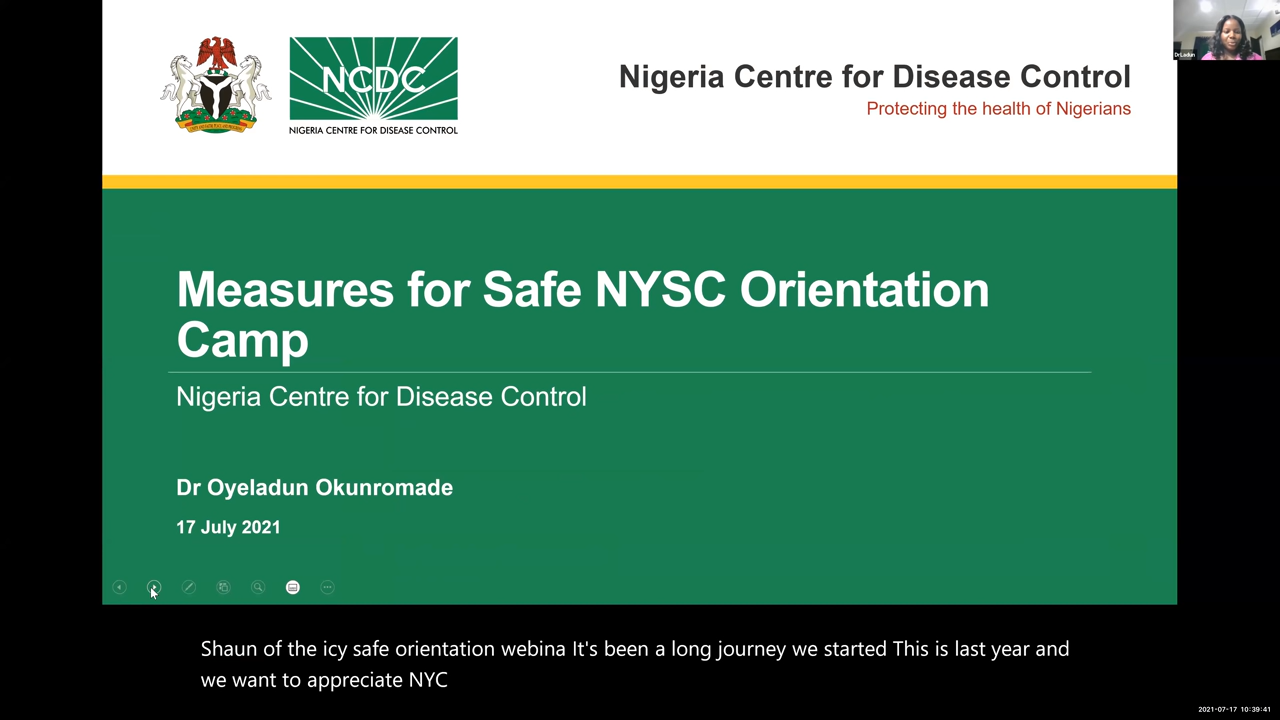 NCDC
NIGERIA CENTRE FOR DISEASE CONTROL
Nigeria Centre for Disease Control
Protecting the health of Nigerians
DrLadun
Measures for Safe NYSC Orientation
Camp
Nigeria Centre for Disease Control
Dr Oyeladun Okunromade
17 July 2021
Shaun of the icy safe orientation webina It's been a long journey we started This is last year and
we want to appreciate NYC
2021-07-17 10:39:41